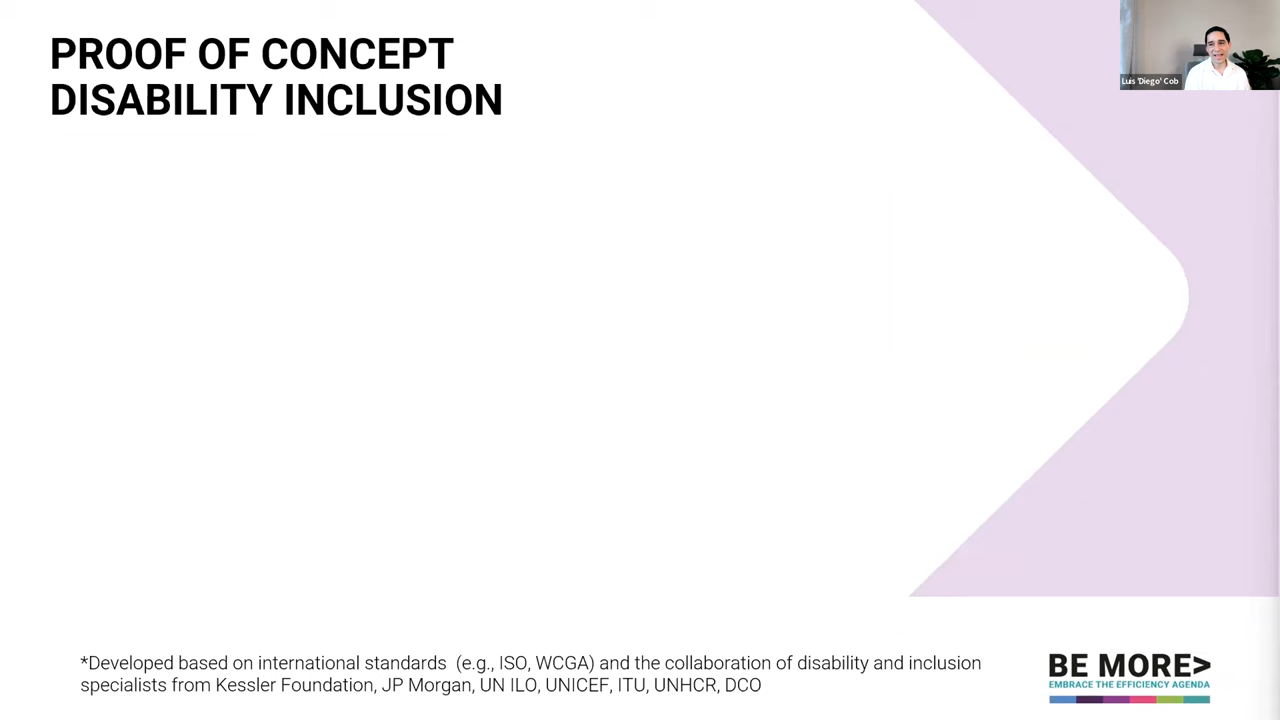 PROOF OF CONCEPT
DISABILITY INCLUSION
Luis 'Diego' Cob
*Developed based on international standards (e.g., ISO, WCGA) and the collaboration of disability and inclusion
specialists from Kessler Foundation, JP Morgan, UN ILO, UNICEF, ITU, UNHCR, DCO
BE MORE>
EMBRACE THE EFFICIENCY AGENDA